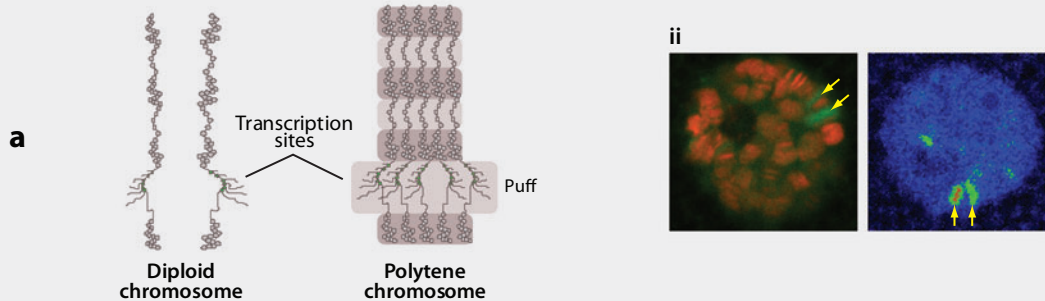 a
Transcription
sites
Puff
Diploid
chromosome
Polytene
chromosome
ii